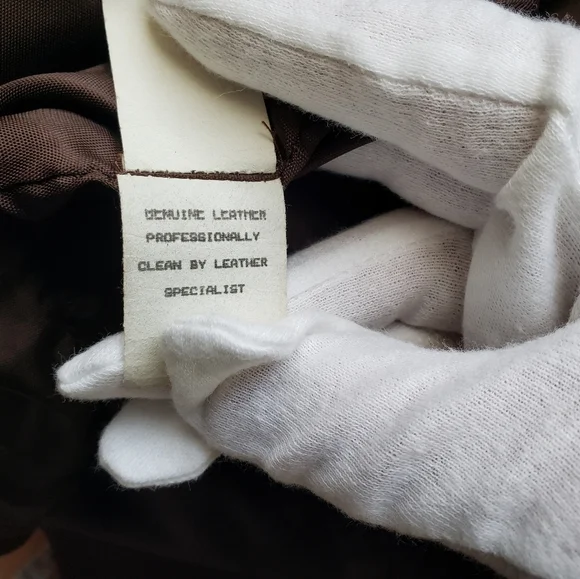 GENUINE LEATHER
PROFESSIONALLY
CLEAN BY LEATHER
SPECIALIST